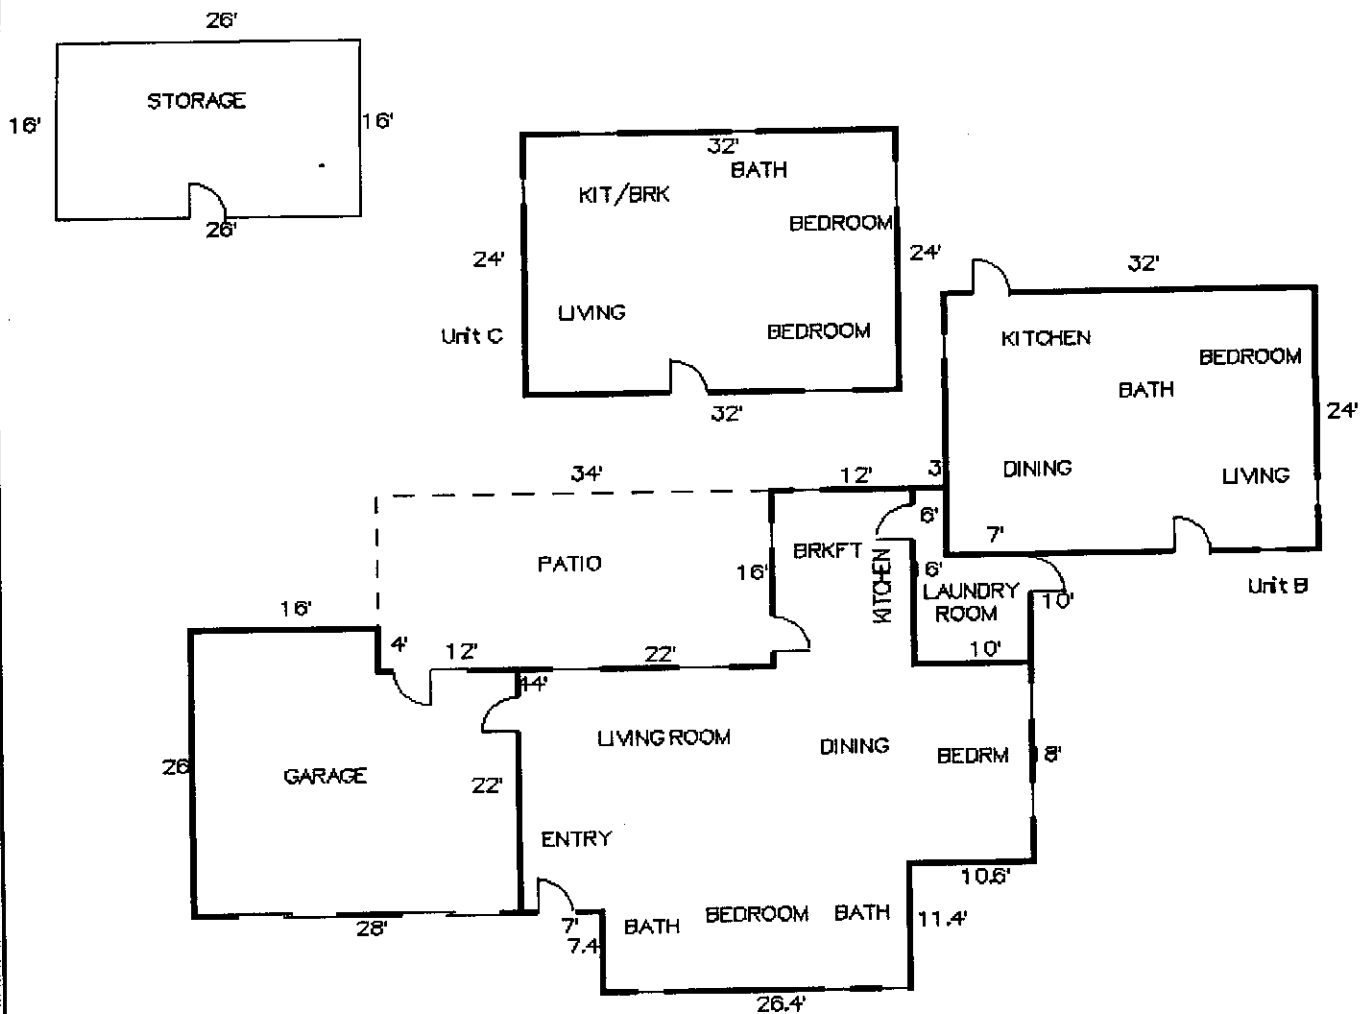 26'
STORAGE
16'
16'
26'
32'
BATH
KIT/BRK
BEDROOM
24'
24'
LIVING
BEDROOM
Unit C
32'
32'
KITCHEN
BEDROOM
BATH
24'
DINING
LIVING
Unit B
34'
12'
3'
6'
7'
BRKFT
PATIO
KITCHEN
16'
6'
LAUNDRY
ROOM
10'
16'
4'
12'
22'
10'
LIVING ROOM
DINING
BEDRM
8'
26
GARAGE
22'
ENTRY
10.6'
28'
7'
7.4
BATH
BEDROOM
BATH
11.4'
26.4'